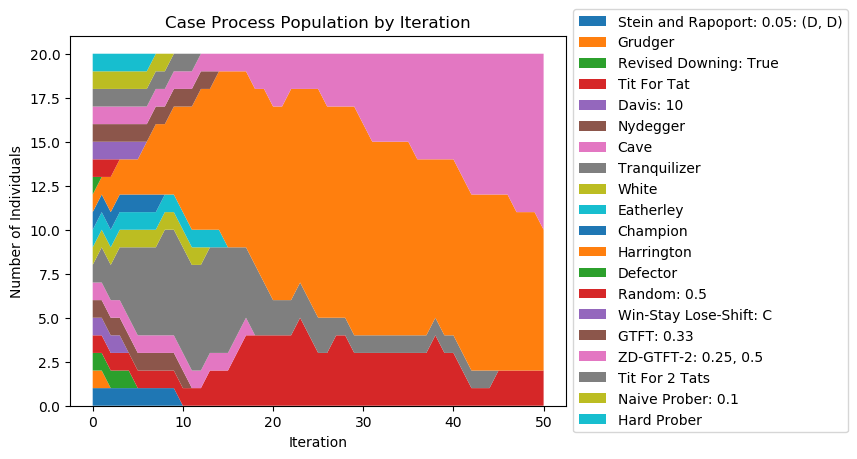 Case Process Population by Iteration
20.0
17.5
15.0
12.5
10.0
7.5
5.0
2.5
0.0
Number of Individuals
0 10 20 30 40 50
Iteration
Stein and Rapoport: 0.05: (D, D)
Grudger
Revised Downing: True
Tit For Tat
Davis: 10
Nydegger
Cave
Tranquilizer
White
Eatherley
Champion
Harrington
Defector
Random: 0.5
Win-Stay Lose-Shift: C
GTFT: 0.33
ZD-GTFT-2: 0.25, 0.5
Tit For 2 Tats
Naive Prober: 0.1
Hard Prober